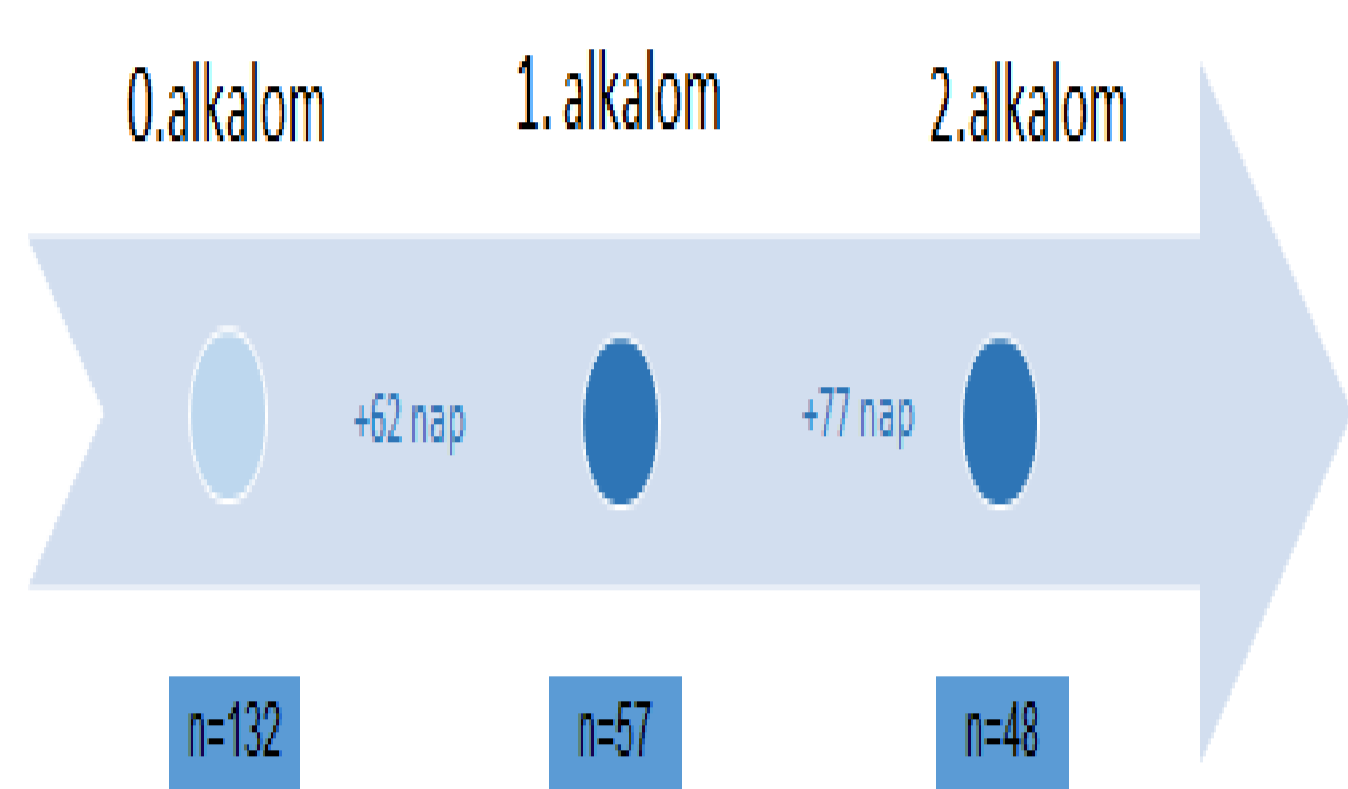 0.alkalom
1. alkalom
2.alkalom
+62 nap
+77 nap
n=132
n=57
n=48